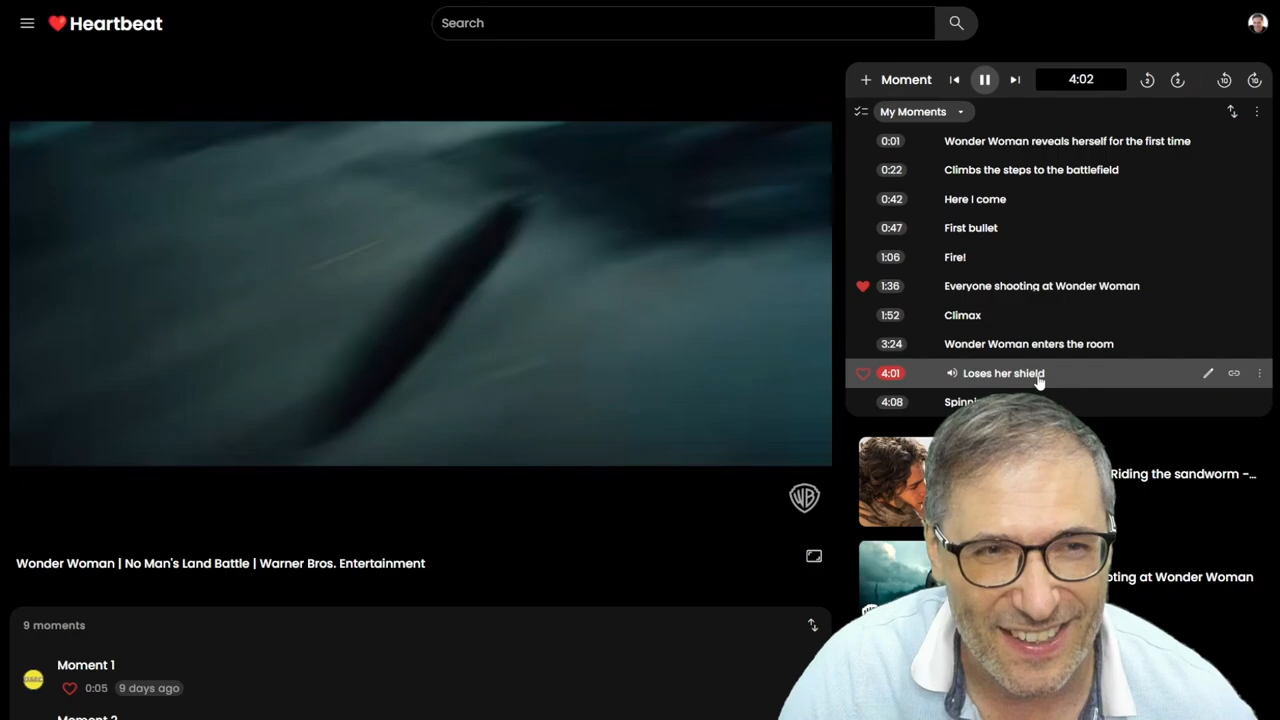 Heartbeat
Search
Moment
4:02
My Moments
0:01 Wonder Woman reveals herself for the first time
0:22 Climbs the steps to the battlefield
0:42 Here I come
0:47 First bullet
1:06 Fire!
1:36 Everyone shooting at Wonder Woman
1:52 Climax
3:24 Wonder Woman enters the room
4:01 Loses her shield
4:08
Riding the sandworm -...
at Wonder Woman
WB
Wonder Woman | No Man's Land Battle | Warner Bros. Entertainment
9 moments
Moment 1
0:05 9 days ago